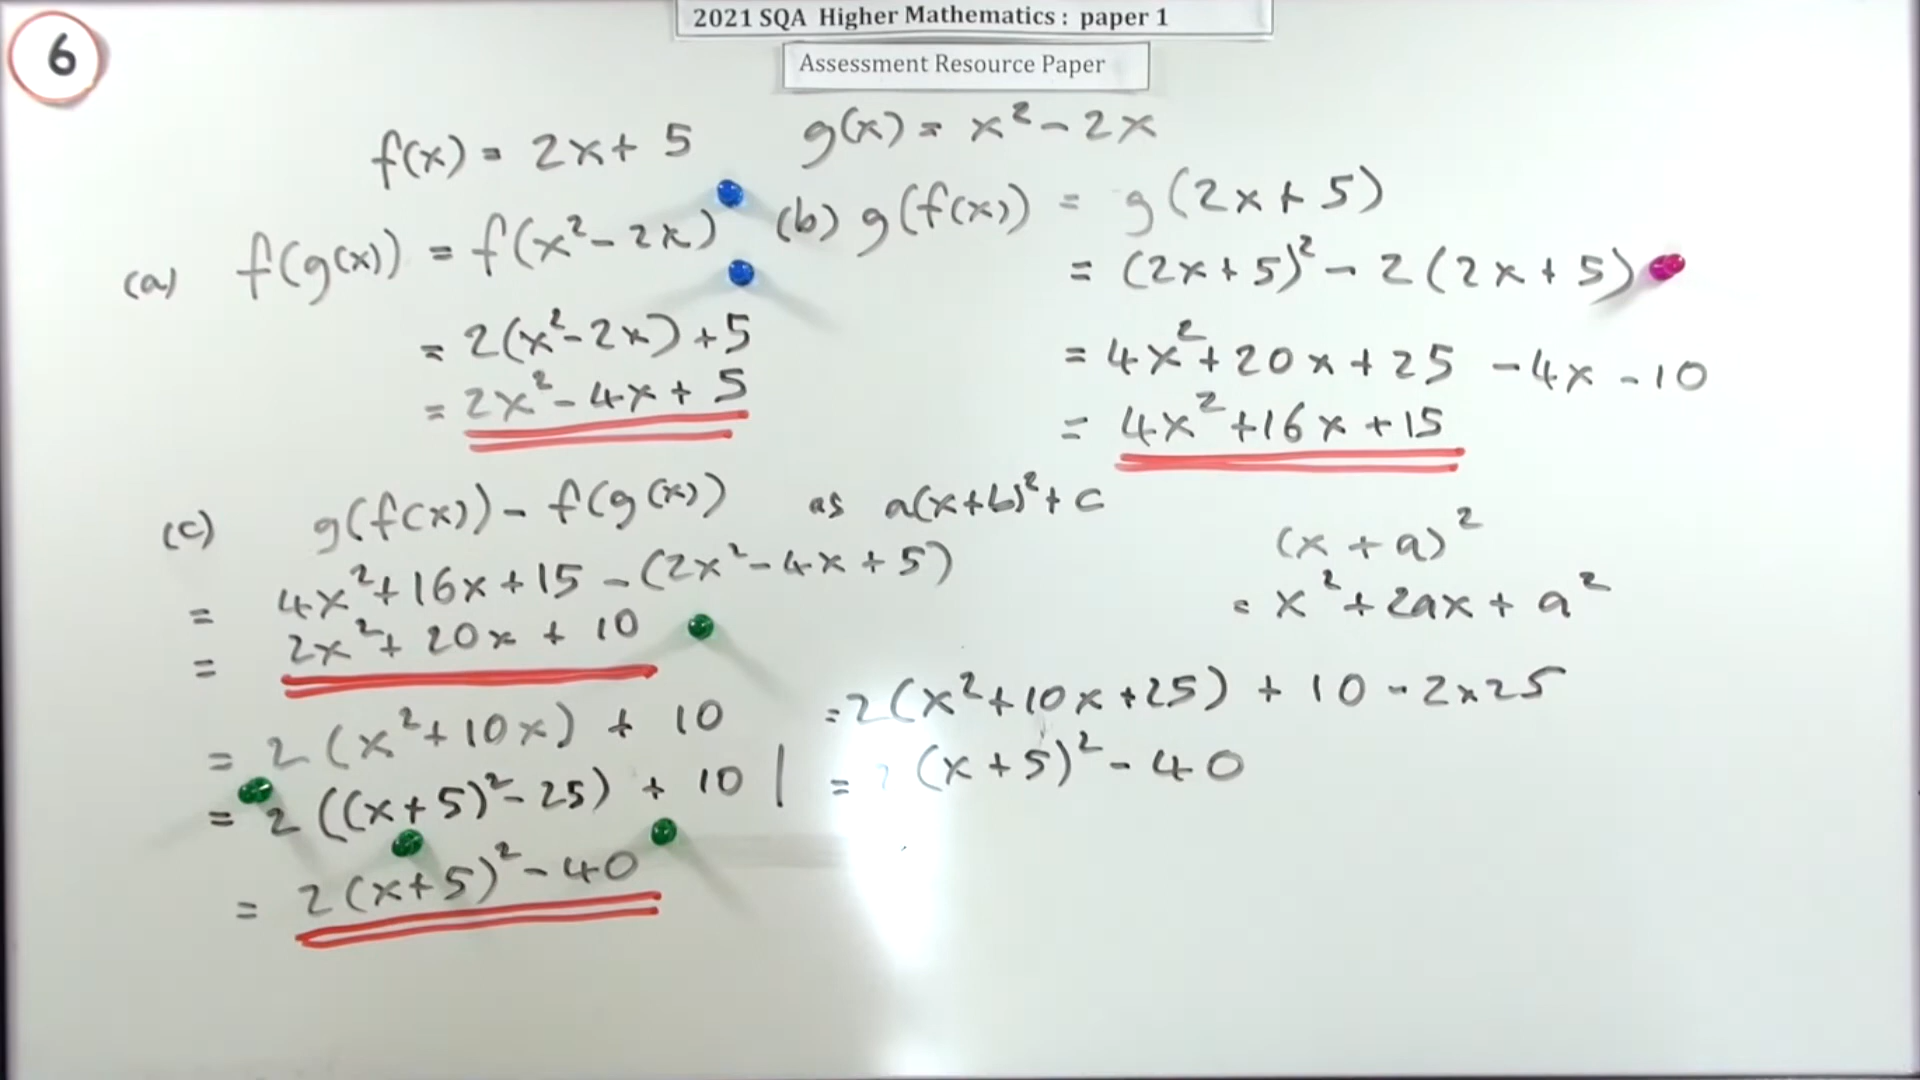 2021 SQA Higher Mathematics : paper 1
Assessment Resource Paper
6
f(x) = 2x + 5
g(x) = x² - 2x
(a) f(g(x)) = f(x² - 2x)
= 2(x² - 2x) + 5
= 2x² - 4x + 5
(b) g(f(x)) = g(2x + 5)
= (2x + 5)² - 2(2x + 5)
= 4x² + 20x + 25 - 4x - 10
= 4x² + 16x + 15
(c) g(f(x)) - f(g(x)) as a(x+b)² + c
= 4x² + 16x + 15 - (2x² - 4x + 5)
= 2x² + 20x + 10
= 2(x² + 10x) + 10
= 2((x+5)² - 25) + 10
= 2(x+5)² - 40
(x + a)²
= x² + 2ax + a²
= 2(x² + 10x + 25) + 10 - 2x25
= 2(x + 5)² - 40